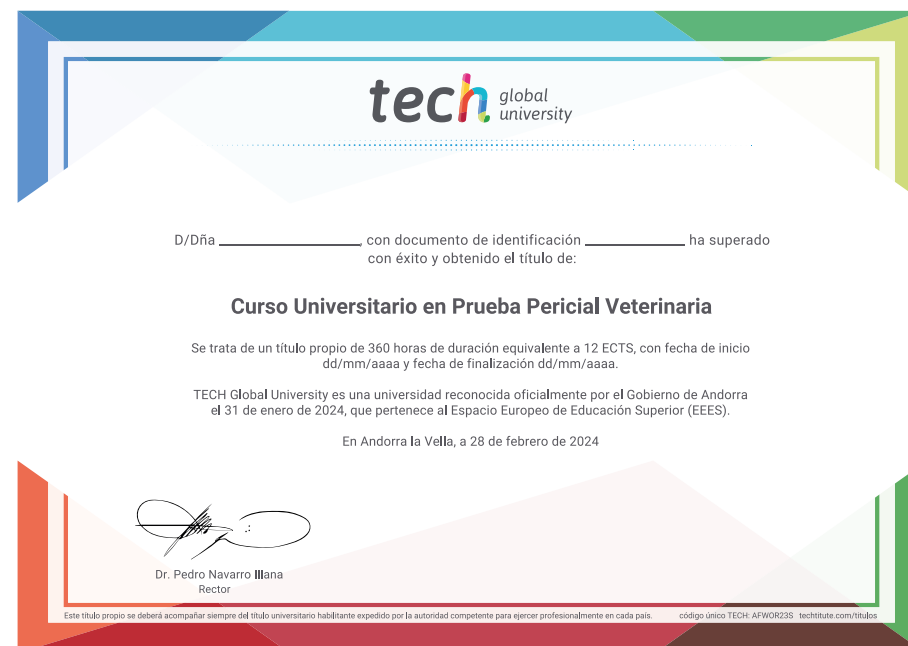 tech global university
D/Dña ____________________, con documento de identificación ______________ ha superado
con éxito y obtenido el título de:
Curso Universitario en Prueba Pericial Veterinaria
Se trata de un título propio de 360 horas de duración equivalente a 12 ECTS, con fecha de inicio
dd/mm/aaaa y fecha de finalización dd/mm/aaaa.
TECH Global University es una universidad reconocida oficialmente por el Gobierno de Andorra
el 31 de enero de 2024, que pertenece al Espacio Europeo de Educación Superior (EEES).
En Andorra la Vella, a 28 de febrero de 2024
Dr. Pedro Navarro Illana
Rector
Este título propio se deberá acompañar siempre del título universitario habilitante expedido por la autoridad competente para ejercer profesionalmente en cada país. código único TECH: AFWOR23S techtitute.com/titulos